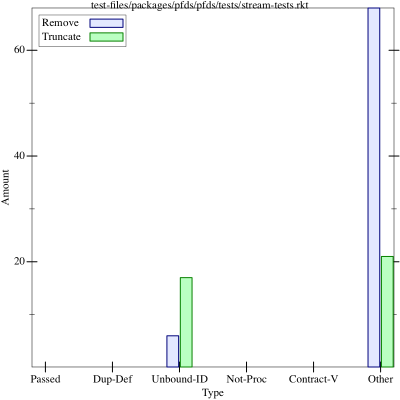 test-files/packages/pfds/pfds/tests/stream-tests.rkt
Remove
Truncate
60
40
20
Amount
Passed Dup-Def Unbound-ID Not-Proc Contract-V Other
Type